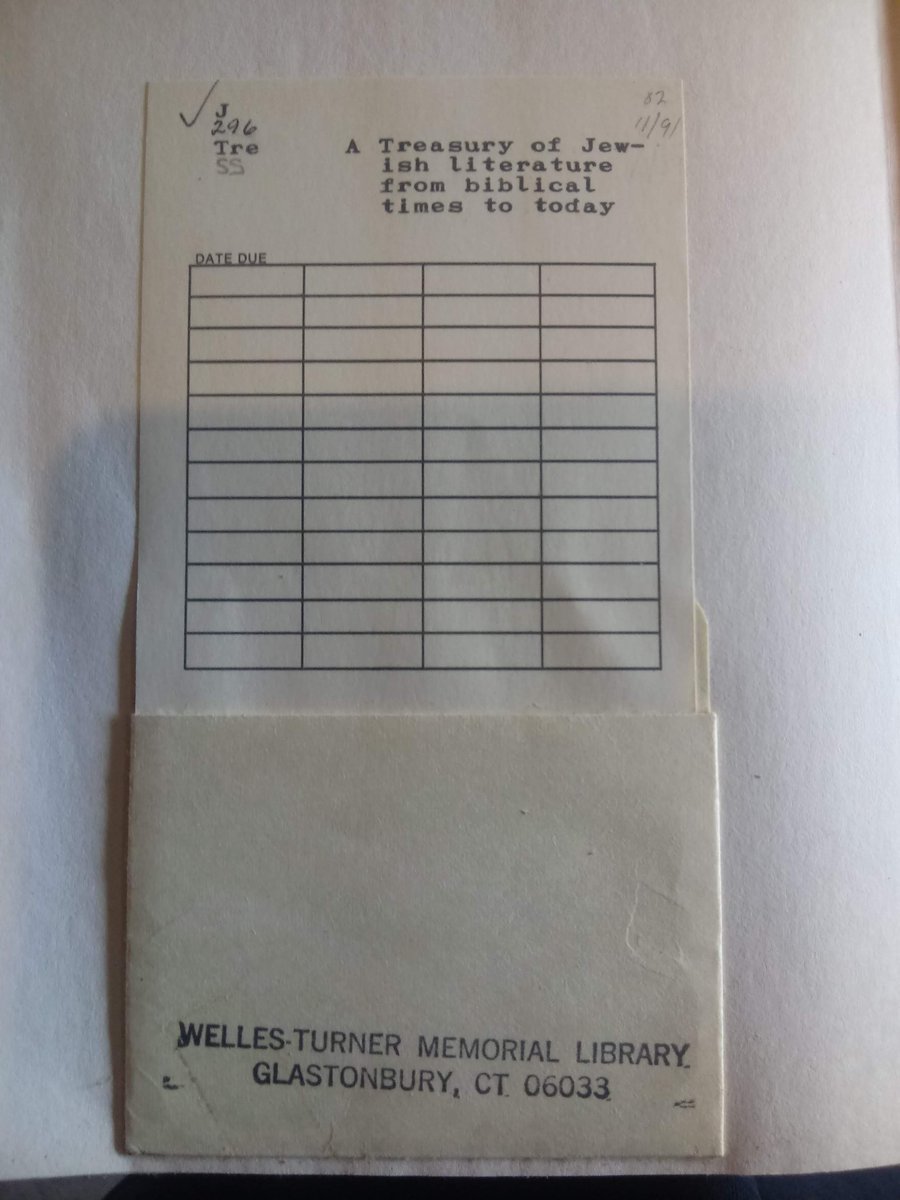 J
296
Tre
SS
82
11/91
A Treasury of Jew-
ish literature
from biblical
times to today
DATE DUE
WELLES-TURNER MEMORIAL LIBRARY
GLASTONBURY, CT 06033